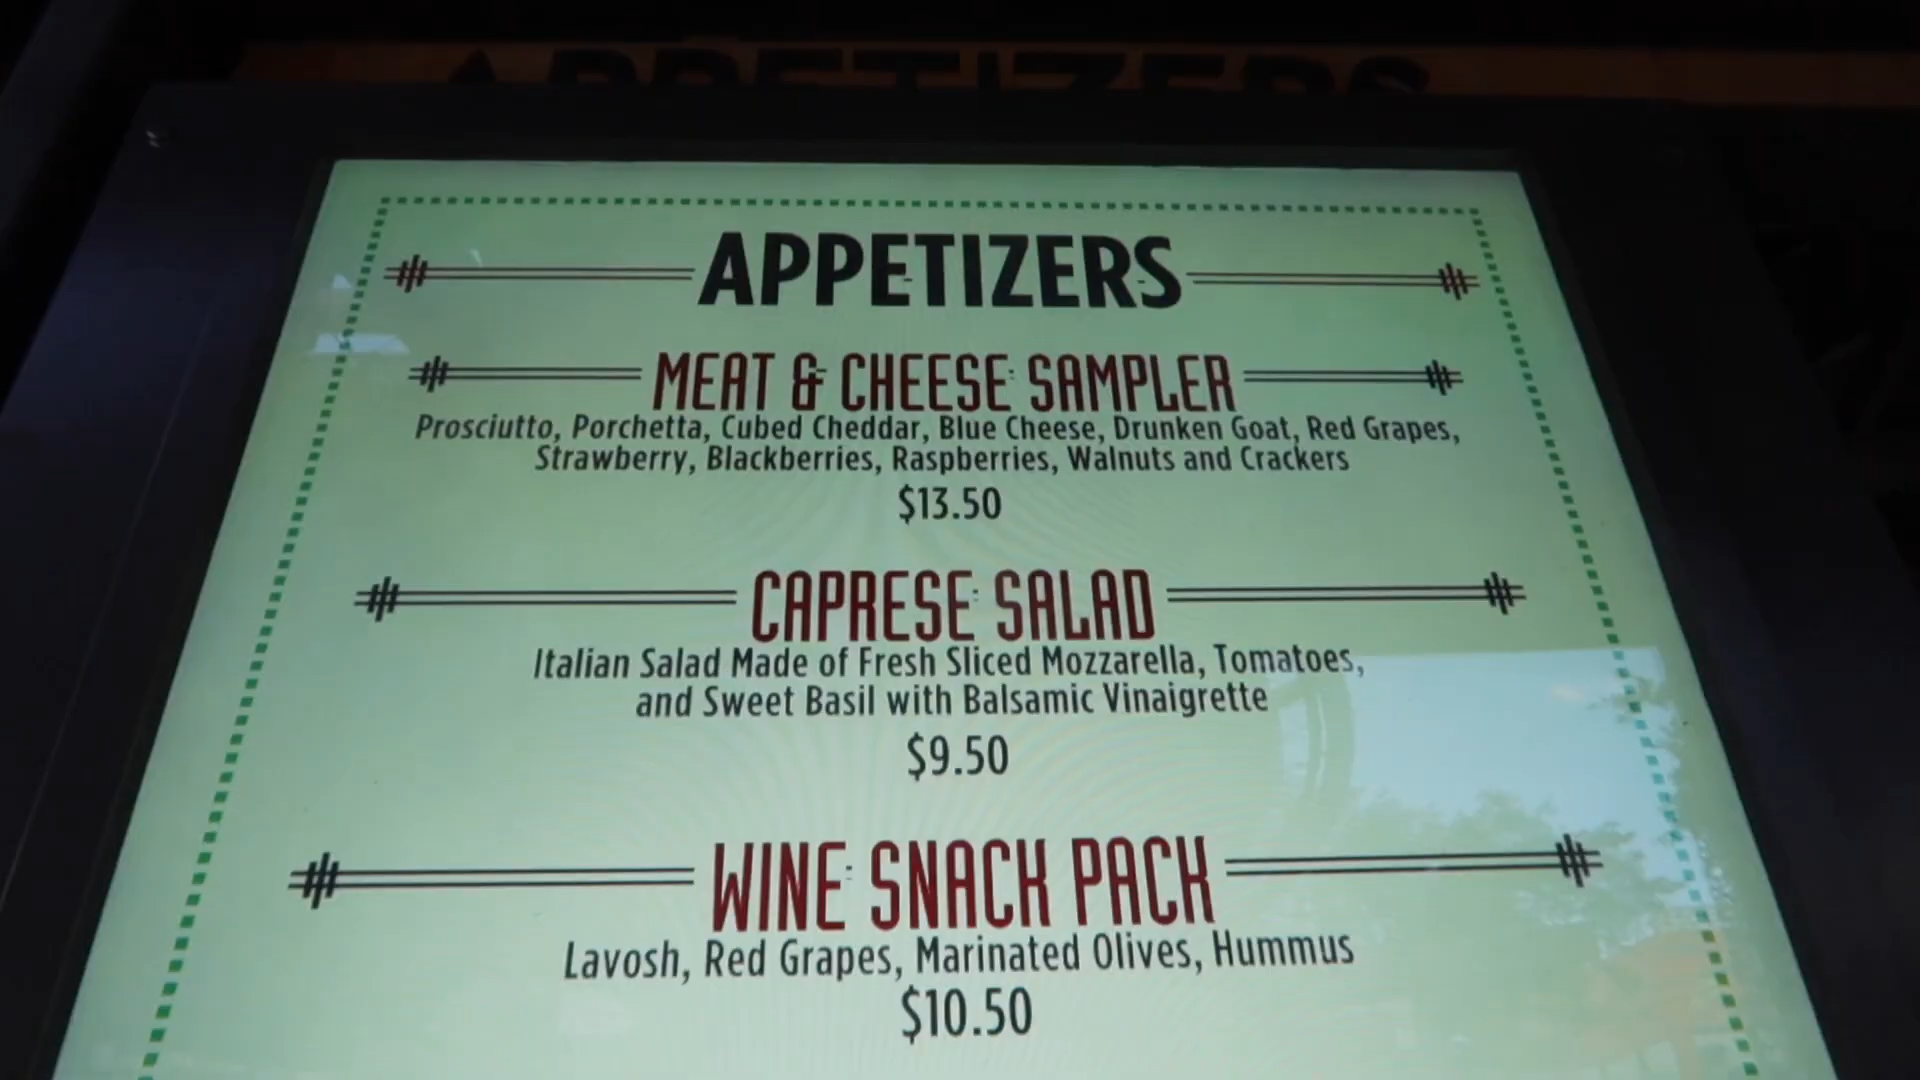 APPETIZERS
APPETIZERS
MEAT & CHEESE SAMPLER
Prosciutto, Porchetta, Cubed Cheddar, Blue Cheese, Drunken Goat, Red Grapes,
Strawberry, Blackberries, Raspberries, Walnuts and Crackers
$13.50
CAPRESE SALAD
Italian Salad Made of Fresh Sliced Mozzarella, Tomatoes,
and Sweet Basil with Balsamic Vinaigrette
$9.50
WINE SNACK PACK
Lavosh, Red Grapes, Marinated Olives, Hummus
$10.50